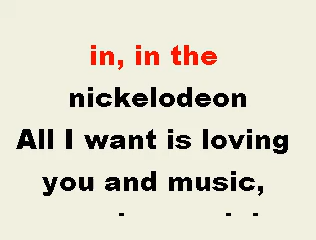 in, in the
nickelodeon
All I want is loving
you and music,